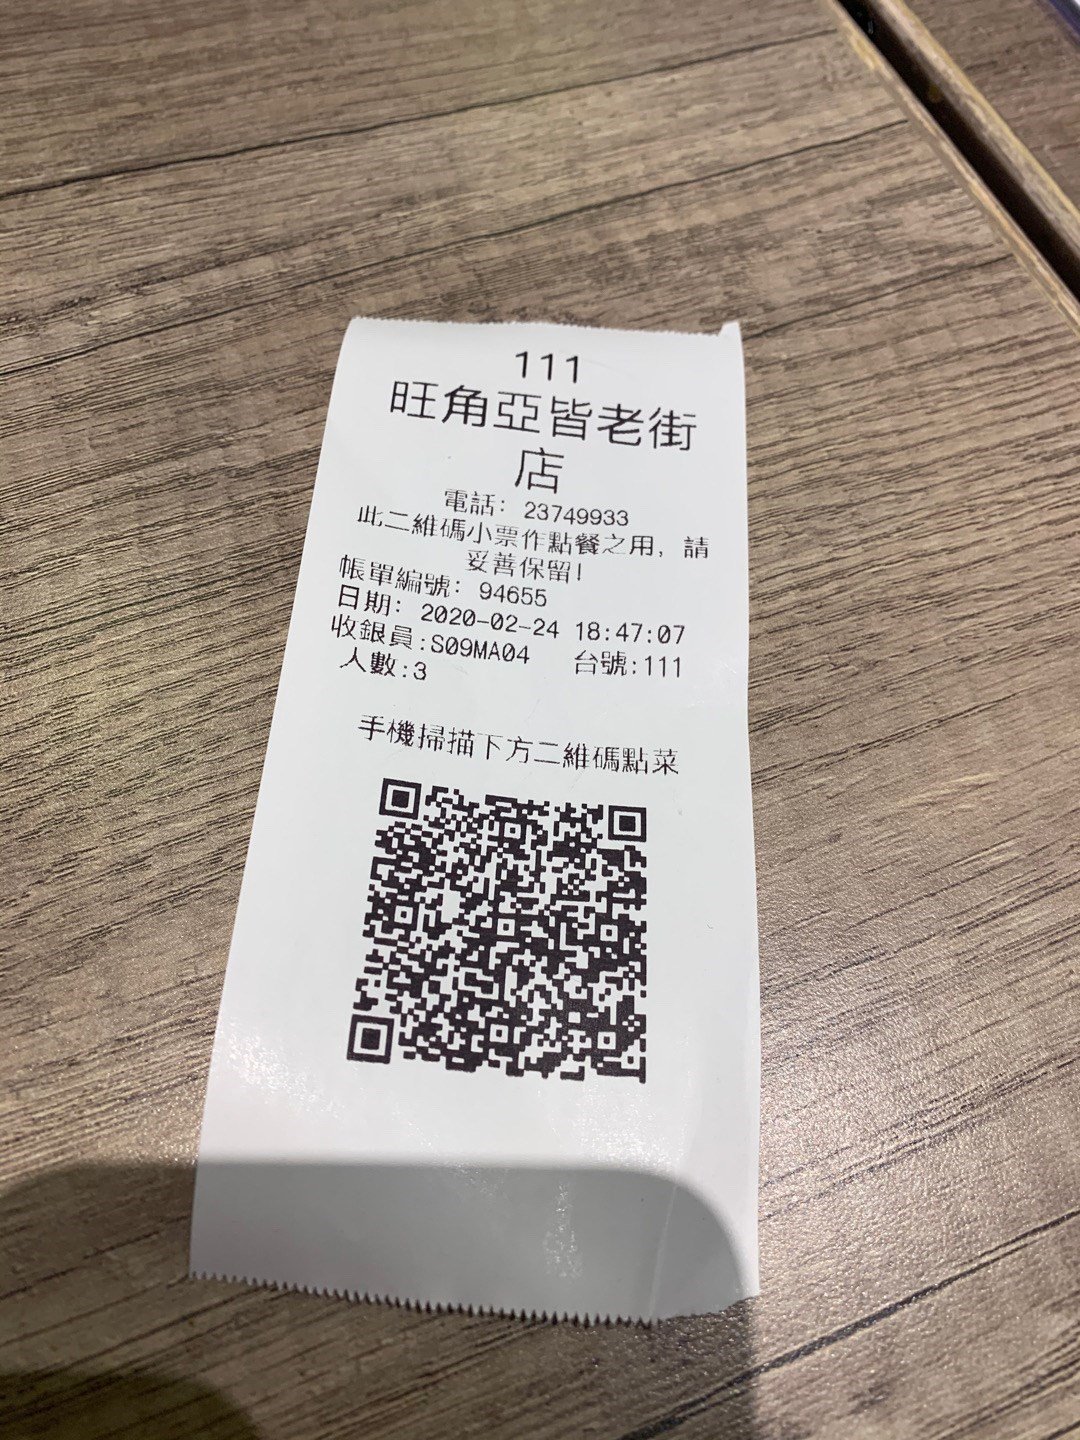 111
旺角亞皆老街
店
電話: 23749933
此二維碼小票作點餐之用, 請
妥善保留!
帳單編號: 94655
日期: 2020-02-24 18:47:07
收銀員:S09MA04 台號:111
人數:3
手機掃描下方二維碼點菜